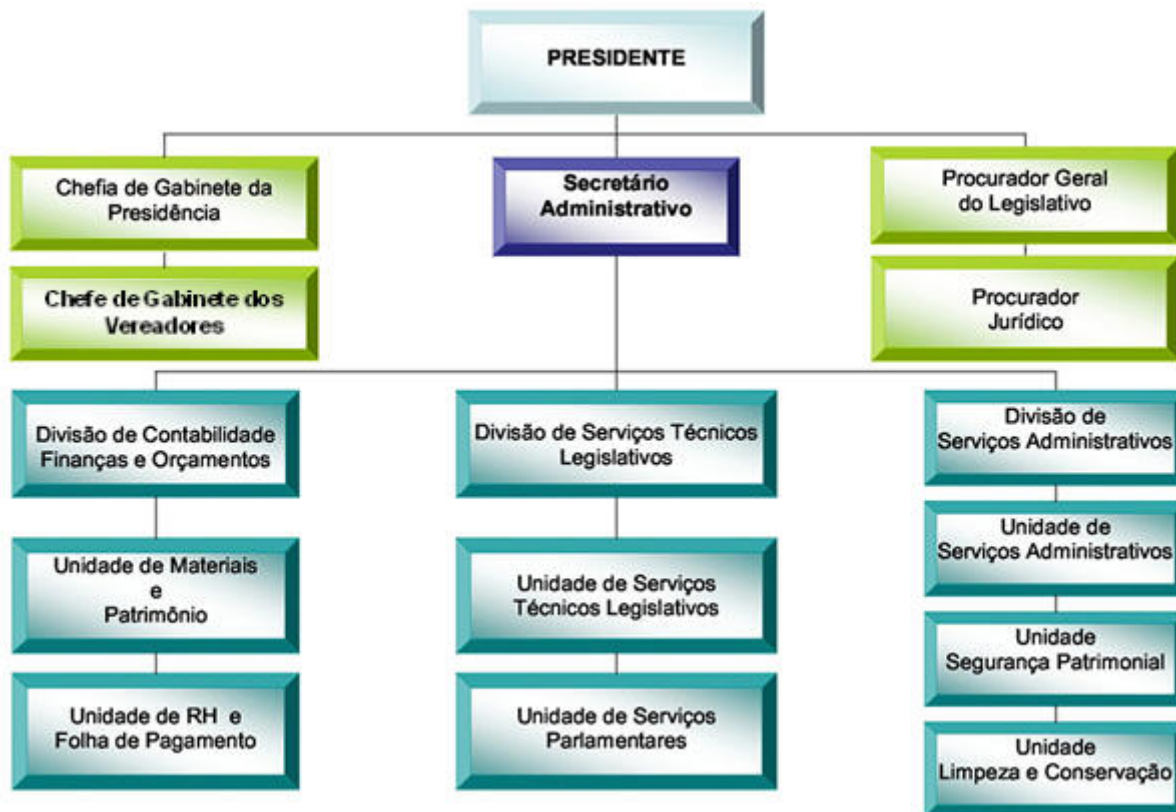 PRESIDENTE
Chefia de Gabinete da
Presidência
Secretário
Administrativo
Procurador Geral
do Legislativo
Chefe de Gabinete dos
Vereadores
Procurador
Jurídico
Divisão de Contabilidade
Finanças e Orçamentos
Divisão de Serviços Técnicos
Legislativos
Divisão de
Serviços Administrativos
Unidade de Materiais
e
Patrimônio
Unidade de Serviços
Técnicos Legislativos
Unidade de
Serviços Administrativos
Unidade
Segurança Patrimonial
Unidade de RH e
Folha de Pagamento
Unidade de Serviços
Parlamentares
Unidade
Limpeza e Conservação